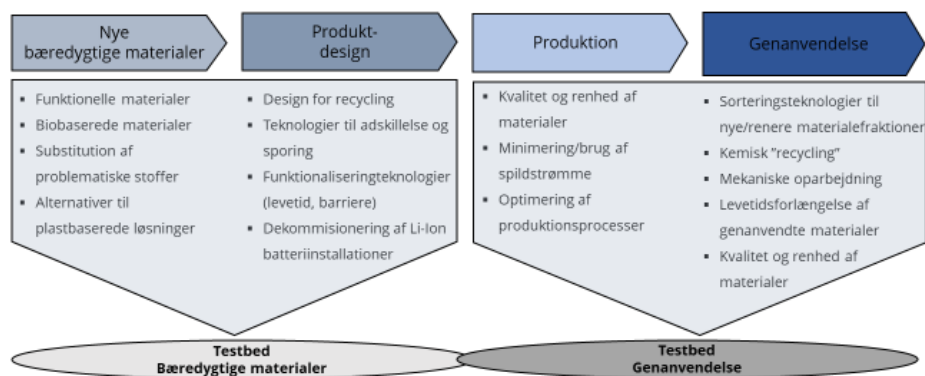 Nye
bæredygtige materialer
Produkt-
design
Produktion
Genanvendelse
▪ Funktionelle materialer
▪ Biobaserede materialer
▪ Substitution af
problematiske stoffer
▪ Alternativer til
plastbaserede løsninger
▪ Design for recycling
▪ Teknologier til adskillelse og
sporing
▪ Funktionaliseringteknologier
(levetid, barriere)
▪ Dekommisionering af Li-Ion
batteriinstallationer
▪ Kvalitet og renhed af
materialer
▪ Minimering/brug af
spildstrømme
▪ Optimering af
produktionsprocesser
▪ Sorteringsteknologier til
nye/renere materialefraktioner
▪ Kemisk ”recycling”
▪ Mekaniske oparbejdning
▪ Levetidsforlængelse af
genanvendte materialer
▪ Kvalitet og renhed af
materialer
Testbed
Bæredygtige materialer
Testbed
Genanvendelse